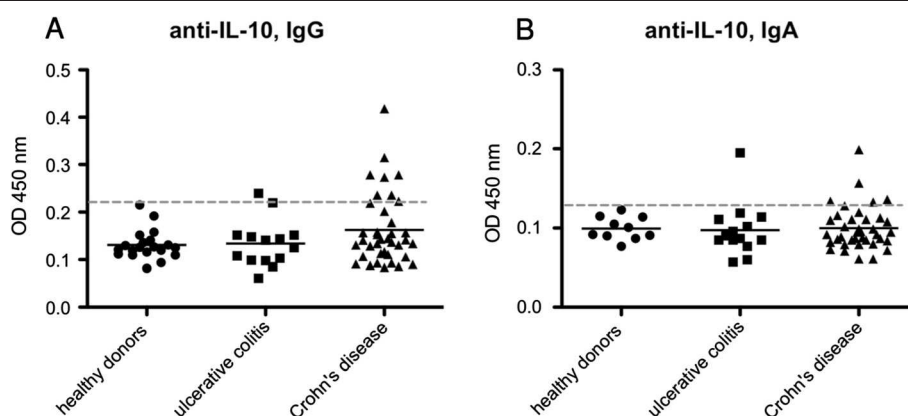 A
anti-IL-10, IgG
OD 450 nm
0.5
0.4
0.3
0.2
0.1
0.0
healthy donors
ulcerative colitis
Crohn's disease
B
anti-IL-10, IgA
OD 450 nm
0.3
0.2
0.1
0.0
healthy donors
ulcerative colitis
Crohn's disease